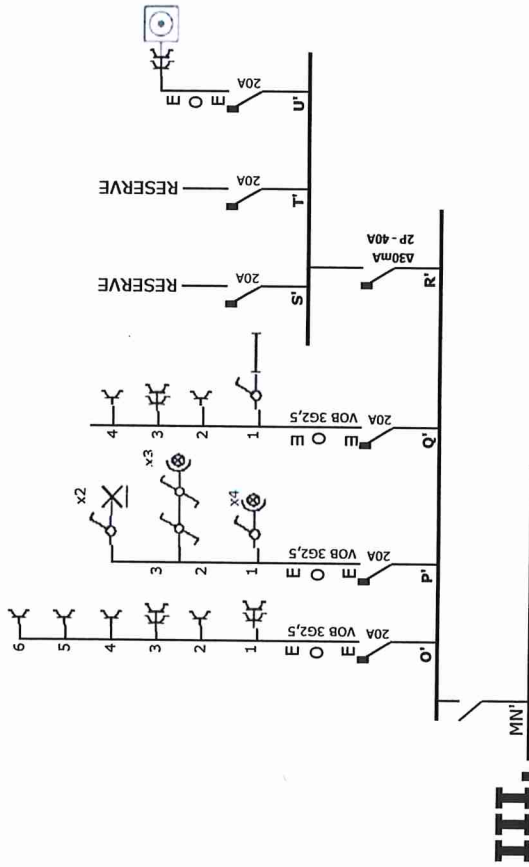 III.
MN'
O'
20A
VOB 3G2,5
E O E
1
2
3
4
5
6
P'
20A
VOB 3G2,5
E O E
1
2
3
x4
x3
x2
Q'
20A
VOB 3G2,5
E O E
1
2
3
4
R'
Δ30mA
2P - 40A
S'
20A
RESERVE
T'
20A
RESERVE
U'
20A
E O E